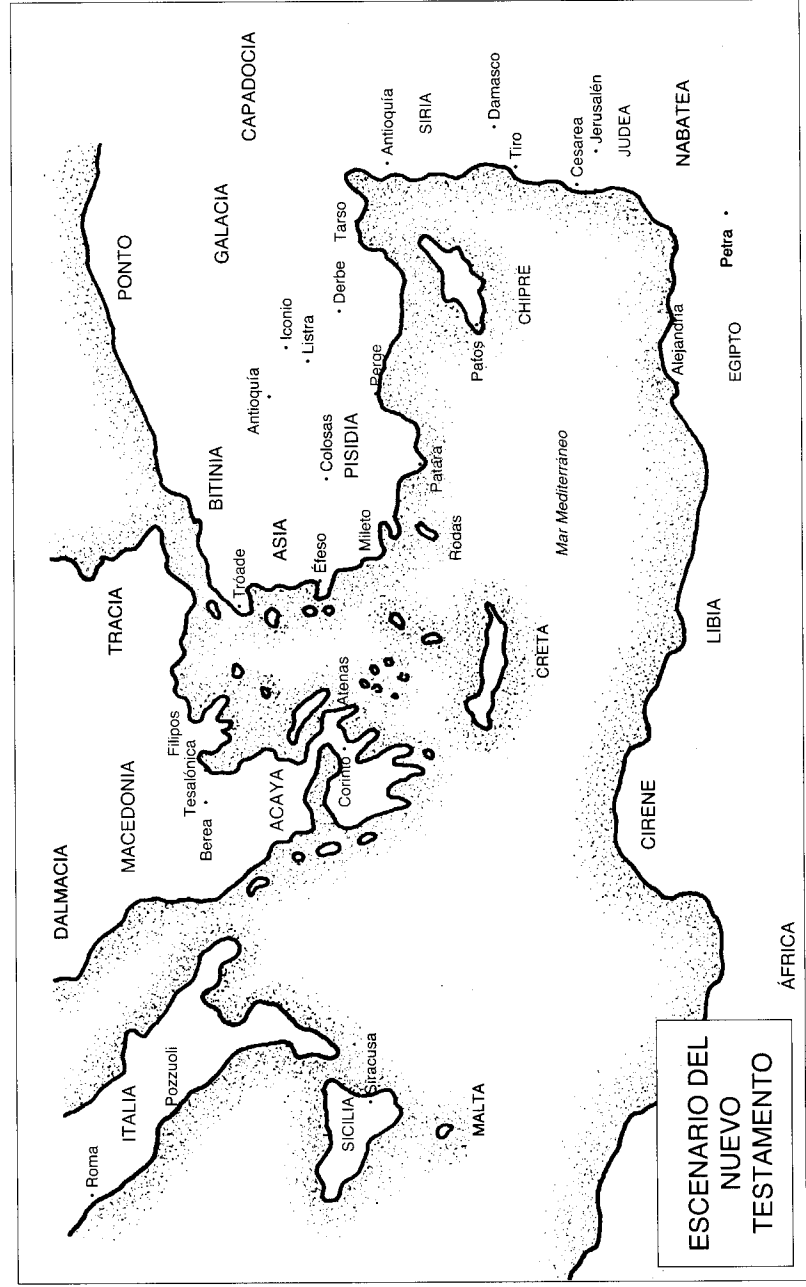 DALMACIA
MACEDONIA
TRACIA
PONTO
CAPADOCIA
Roma
ITALIA
Pozzuoli
Berea
Tesalónica
Filipos
BITINIA
GALACIA
Tróade
ACAYA
ASIA
Antioquía
Iconio
Listra
Derbe
Tarso
Corinto
Atenas
Éfeso
Colosas
PISIDIA
Mileto
Perge
Antioquía
SIRIA
SICILIA
Siracusa
Rodas
Patara
Pafos
CHIPRE
Damasco
Tiro
MALTA
CRETA
Mar Mediterráneo
Cesarea
Jerusalén
JUDEA
CIRENE
LIBIA
Alejandría
EGIPTO
NABATEA
Petra
ÁFRICA
ESCENARIO DEL
NUEVO
TESTAMENTO